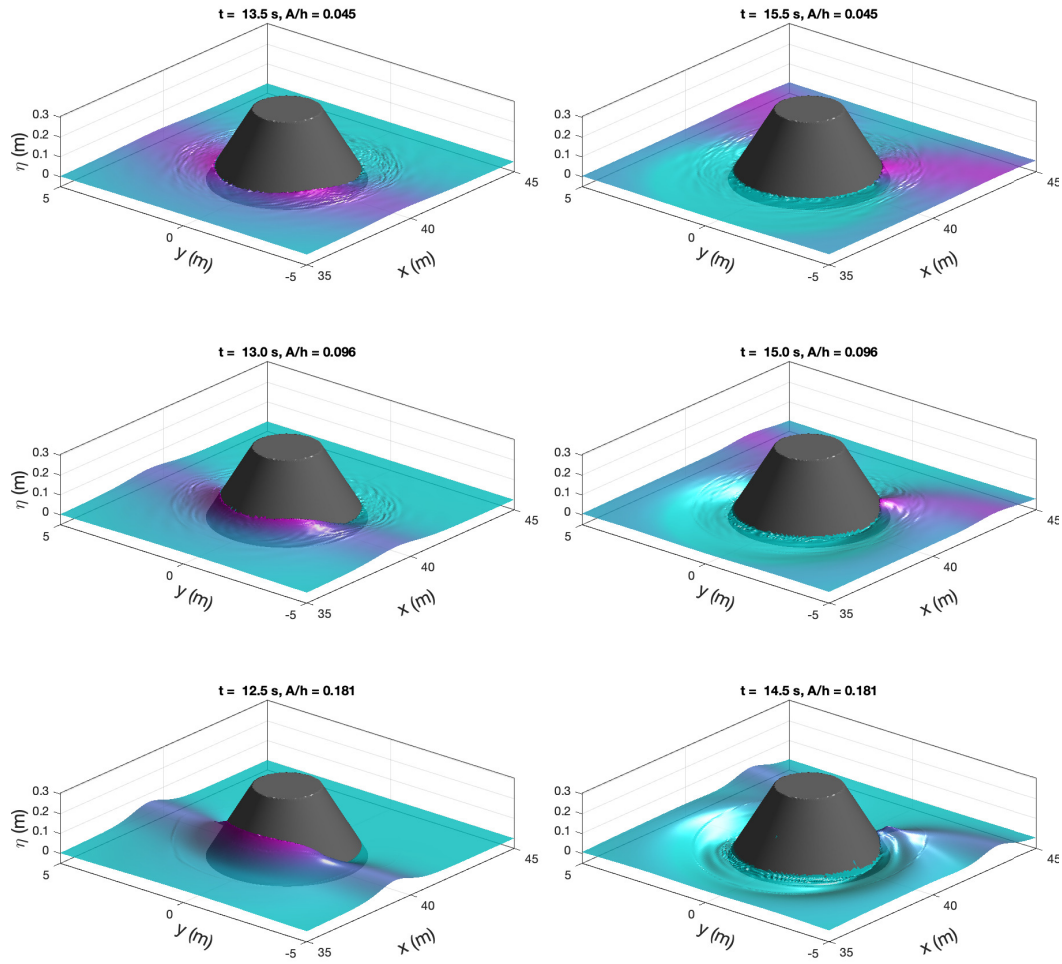 t = 13.5 s, A/h = 0.045
0.3
0.2
0.1
0
η (m)
5
0
-5
y (m)
35
40
45
x (m)
t = 15.5 s, A/h = 0.045
0.3
0.2
0.1
0
5
0
-5
y (m)
35
40
45
x (m)
t = 13.0 s, A/h = 0.096
0.3
0.2
0.1
0
η (m)
5
0
-5
y (m)
35
40
45
x (m)
t = 15.0 s, A/h = 0.096
0.3
0.2
0.1
0
5
0
-5
y (m)
35
40
45
x (m)
t = 12.5 s, A/h = 0.181
0.3
0.2
0.1
0
η (m)
5
0
-5
y (m)
35
40
45
x (m)
t = 14.5 s, A/h = 0.181
0.3
0.2
0.1
0
5
0
-5
y (m)
35
40
45
x (m)